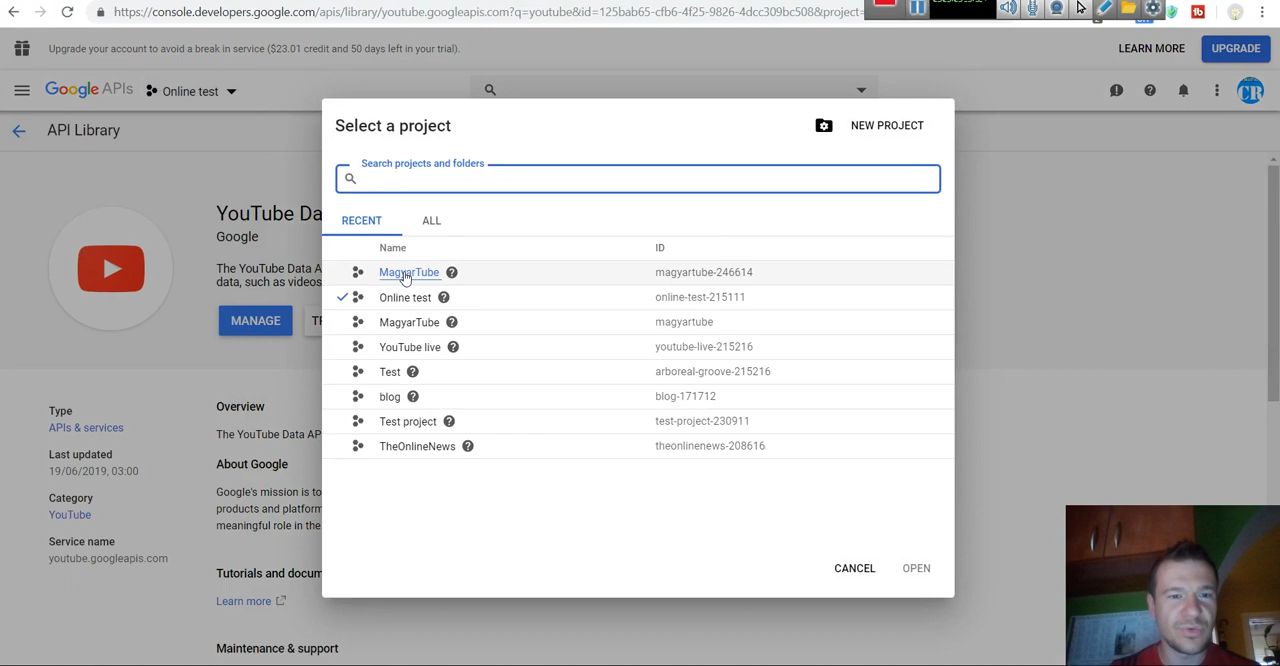 https://console.developers.google.com/apis/library/youtube.googleapis.com?q=youtube&id=125bab65-cfb6-4f25-9826-4dcc309bc508&project=
Upgrade your account to avoid a break in service ($23.01 credit and 50 days left in your trial).
LEARN MORE
UPGRADE
Google APIs
Online test
CR
API Library
Select a project
NEW PROJECT
Search projects and folders
RECENT
ALL
Name
ID
MagyarTube
magyartube-246614
Online test
online-test-215111
MagyarTube
magyartube
YouTube live
youtube-live-215216
Test
arboreal-groove-215216
blog
blog-171712
Test project
test-project-230911
TheOnlineNews
theonlinenews-208616
CANCEL
OPEN
YouTube Da
Google
The YouTube Data A
data, such as videos
MANAGE
Type
APIs & services
Last updated
19/06/2019, 03:00
Category
YouTube
Service name
youtube.googleapis.com
Overview
The YouTube Data AP
About Google
Google's mission is to
products and platform
meaningful role in the
Tutorials and docum
Learn more
Maintenance & support